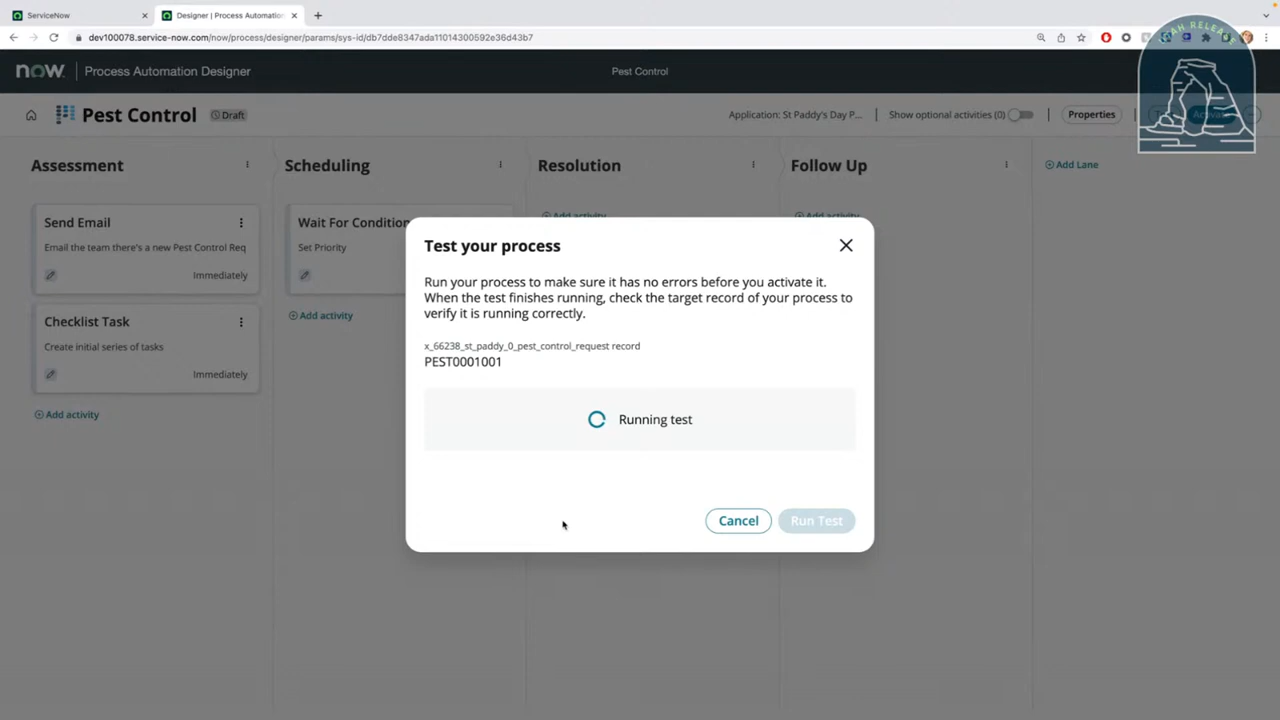 ServiceNow
Designer | Process Automation
dev100078.service-now.com/now/process/designer/params/sys-id/db7dde8347ada11014300592e36d43b7
now. Process Automation Designer
Pest Control
Pest Control
Draft
Application: St Paddy's Day P...
Show optional activities (0)
Properties
RELEASE
Assessment
Scheduling
Resolution
Follow Up
Add Lane
Send Email
Email the team there's a new Pest Control Req
Immediately
Checklist Task
Create initial series of tasks
Immediately
Add activity
Wait For Condition
Set Priority
Add activity
Add activity
Add activity
Test your process
Run your process to make sure it has no errors before you activate it.
When the test finishes running, check the target record of your process to
verify it is running correctly.
x_66238_st_paddy_0_pest_control_request record
PEST0001001
Running test
Cancel
Run Test